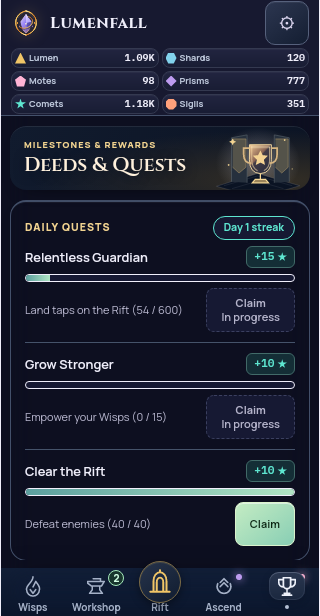 LUMENFALL
Lumen 1.09K
Shards 120
Motes 98
Prisms 777
Comets 1.18K
Sigils 351
MILESTONES & REWARDS
DEEDS & QUESTS
DAILY QUESTS
Day 1 streak
Relentless Guardian
+15 ★
Land taps on the Rift (54 / 600)
Claim
In progress
Grow Stronger
+10 ★
Empower your Wisps (0 / 15)
Claim
In progress
Clear the Rift
+10 ★
Defeat enemies (40 / 40)
Claim
2
Wisps
Workshop
Rift
Ascend